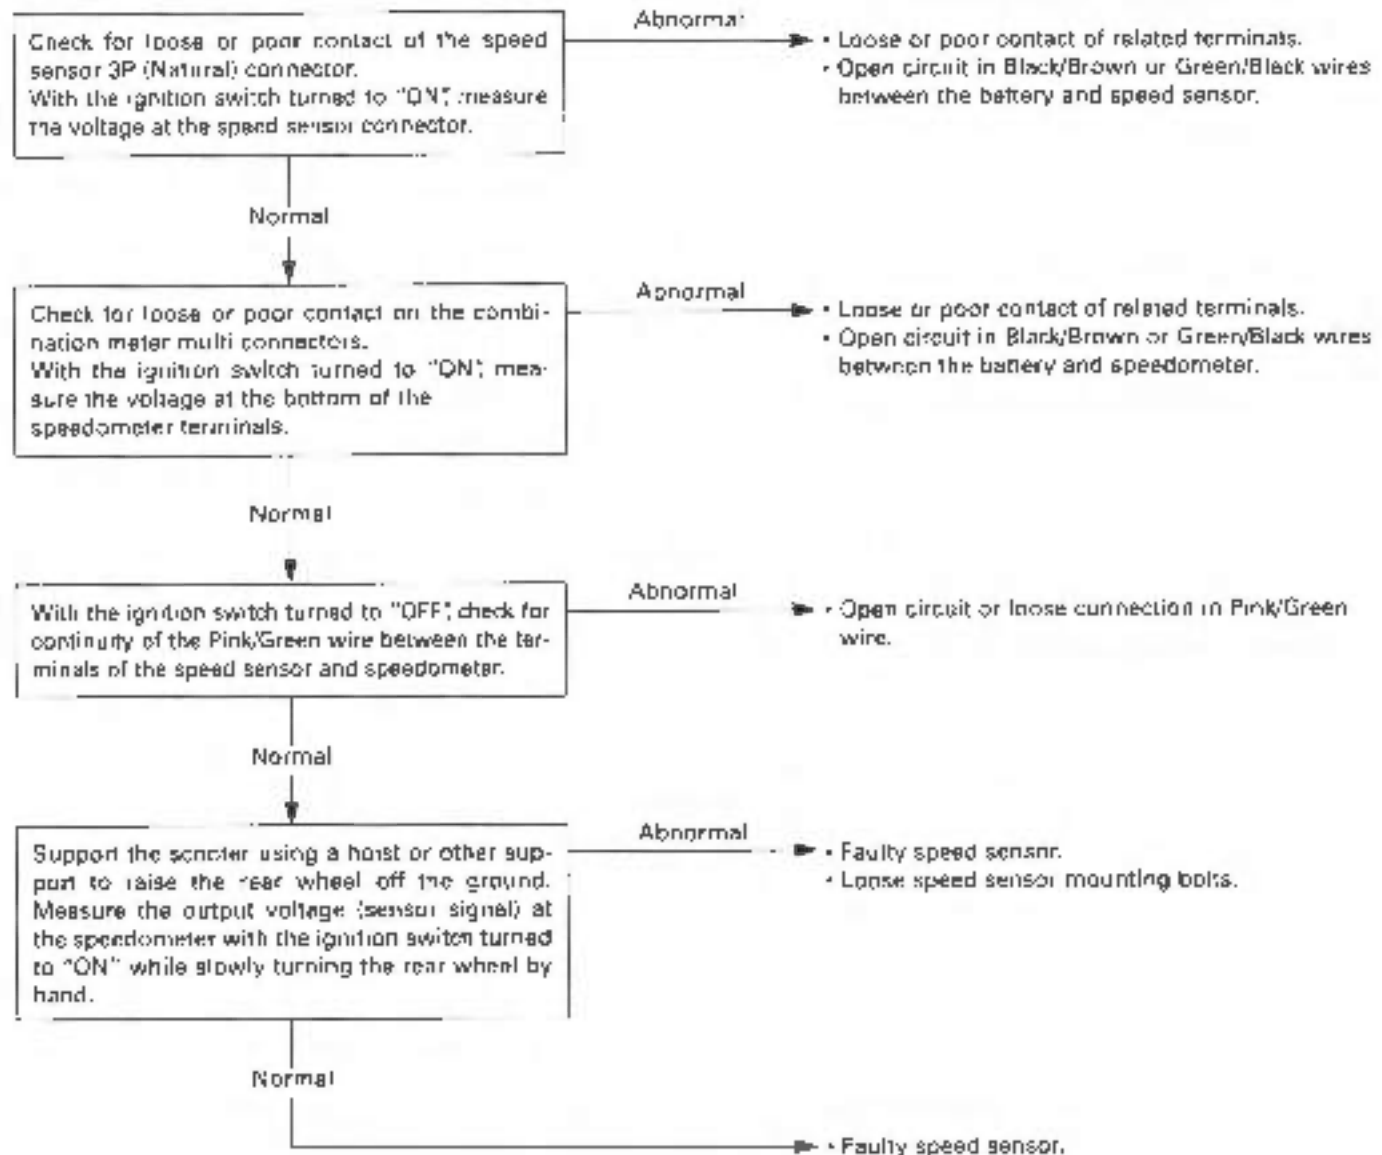 Abnormal
Check for loose or poor contact of the speed
sensor 3P (Natural) connector.
With the ignition switch turned to "ON", measure
the voltage at the speed sensor connector.
• Loose or poor contact of related terminals.
• Open circuit in Black/Brown or Green/Black wires
between the battery and speed sensor.
Normal
Abnormal
Check for loose or poor contact on the combi-
nation meter multi connectors.
With the ignition switch turned to "ON", mea-
sure the voltage at the bottom of the
speedometer terminals.
• Loose or poor contact of related terminals.
• Open circuit in Black/Brown or Green/Black wires
between the battery and speedometer.
Normal
Abnormal
With the ignition switch turned to "OFF", check for
continuity of the Pink/Green wire between the ter-
minals of the speed sensor and speedometer.
• Open circuit or loose connection in Pink/Green
wire.
Normal
Abnormal
Support the scooter using a hoist or other sup-
port to raise the rear wheel off the ground.
Measure the output voltage (sensor signal) at
the speedometer with the ignition switch turned
to "ON" while slowly turning the rear wheel by
hand.
• Faulty speed sensor.
• Loose speed sensor mounting bolts.
Normal
• Faulty speed sensor.